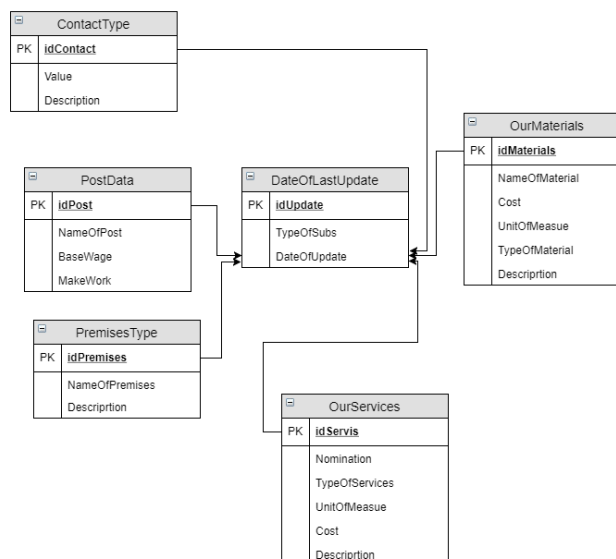 ContactType
PK idContact
Value
Description
PostData
PK idPost
NameOfPost
BaseWage
MakeWork
DateOfLastUpdate
PK idUpdate
TypeOfSubs
DateOfUpdate
OurMaterials
PK idMaterials
NameOfMaterial
Cost
UnitOfMeasue
TypeOfMaterial
Descriprtion
PremisesType
PK idPremises
NameOfPremises
Descriprtion
OurServices
PK idServis
Nomination
TypeOfServices
UnitOfMeasue
Cost
Descriprtion